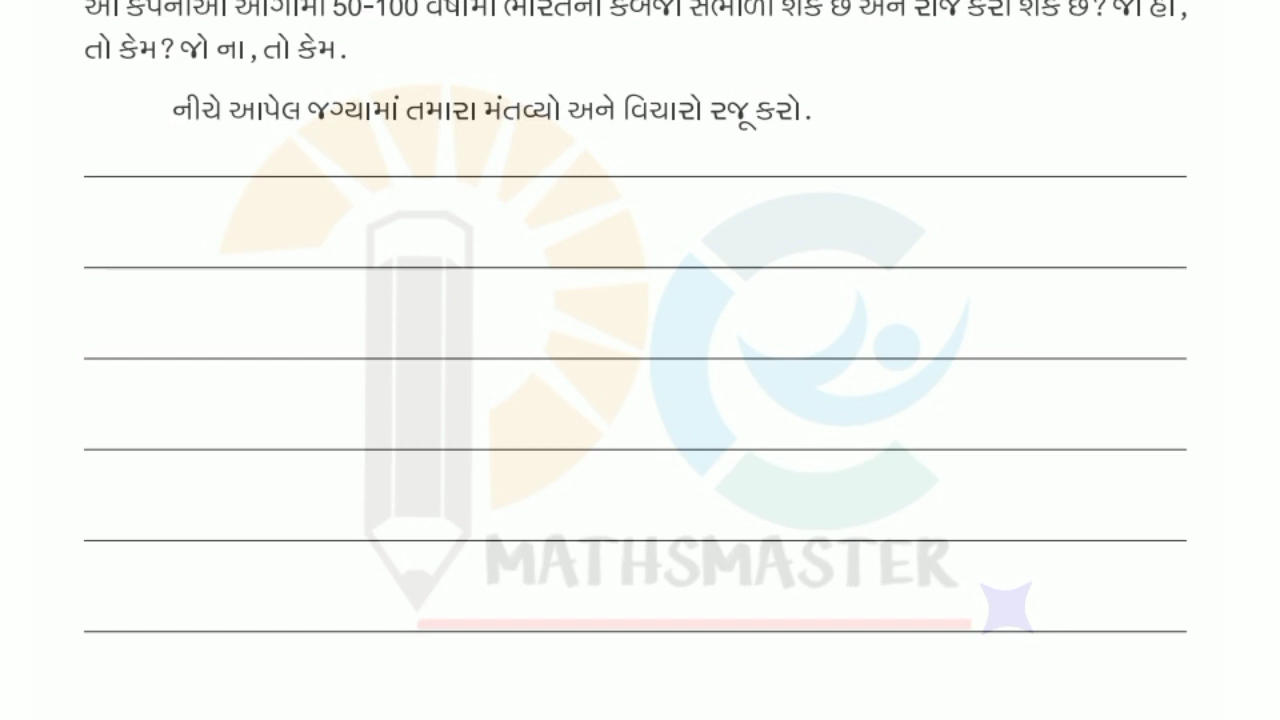 આ કંપનીઓ આગામી 50-100 વર્ષોમાં ભારતનો કબજો સંભાળી શકે છે અને રાજ કરી શકે છે? જો હા,
તો કેમ? જો ના, તો કેમ.
નીચે આપેલ જગ્યામાં તમારા મંતવ્યો અને વિચારો રજૂ કરો.
MATHSMASTER